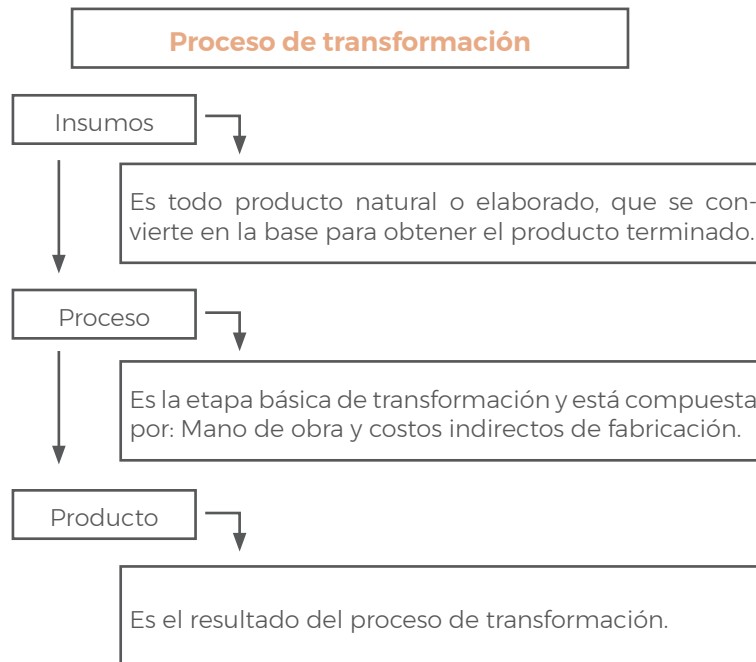 Proceso de transformación
Insumos
Es todo producto natural o elaborado, que se con-
vierte en la base para obtener el producto terminado.
Proceso
Es la etapa básica de transformación y está compuesta
por: Mano de obra y costos indirectos de fabricación.
Producto
Es el resultado del proceso de transformación.